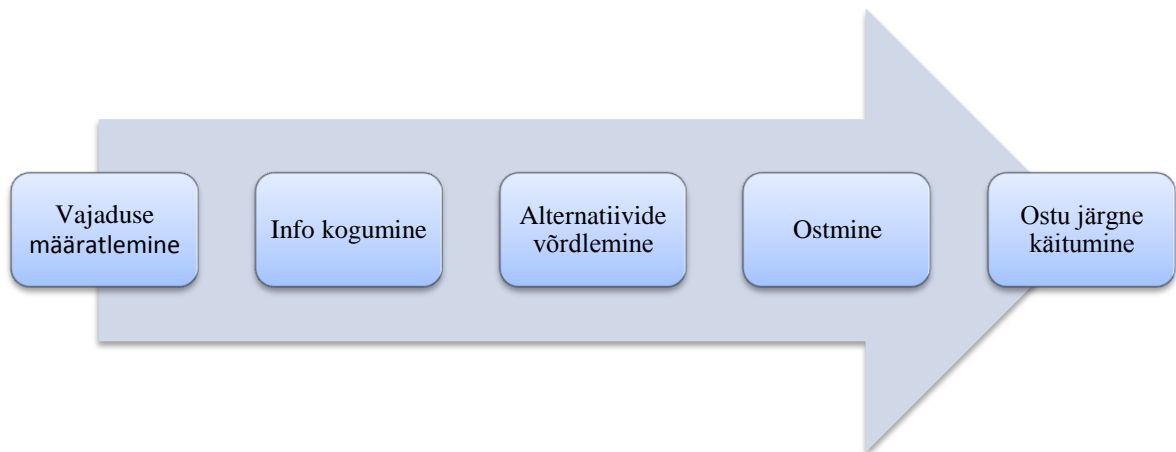 Vajaduse
määratlemine
Info kogumine
Alternatiivide
võrdlemine
Ostmine
Ostu järgne
käitumine